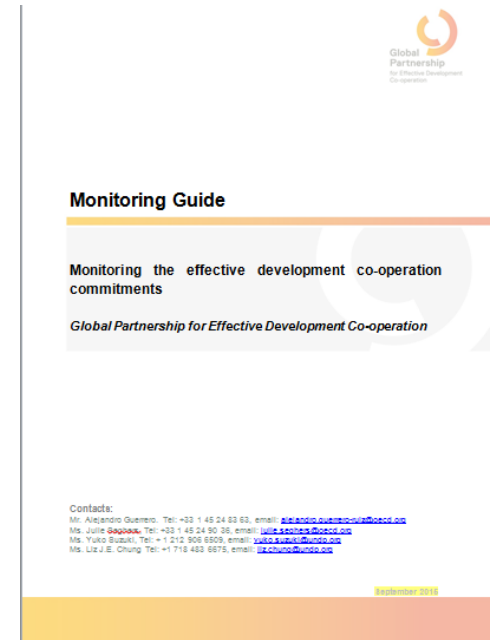 Global
Partnership
for Effective Development
Co-operation
Monitoring Guide
Monitoring the effective development co-operation
commitments
Global Partnership for Effective Development Co-operation
Contacts:
Mr. Alejandro Guerrero. Tel: +33 1 45 24 83 63, email: alejandro.guerrero-ruiz@oecd.org
Ms. Julie Tel: +33 1 45 24 90 36, email: julie.seghers@oecd.org
Ms. Yuko Suzuki, Tel: + 1 212 906 6509, email: yuko.suzuki@undp.org
Ms. Liz J.E. Chung Tel: +1 718 483 6675, email: liz.chung@undp.org
September 2015